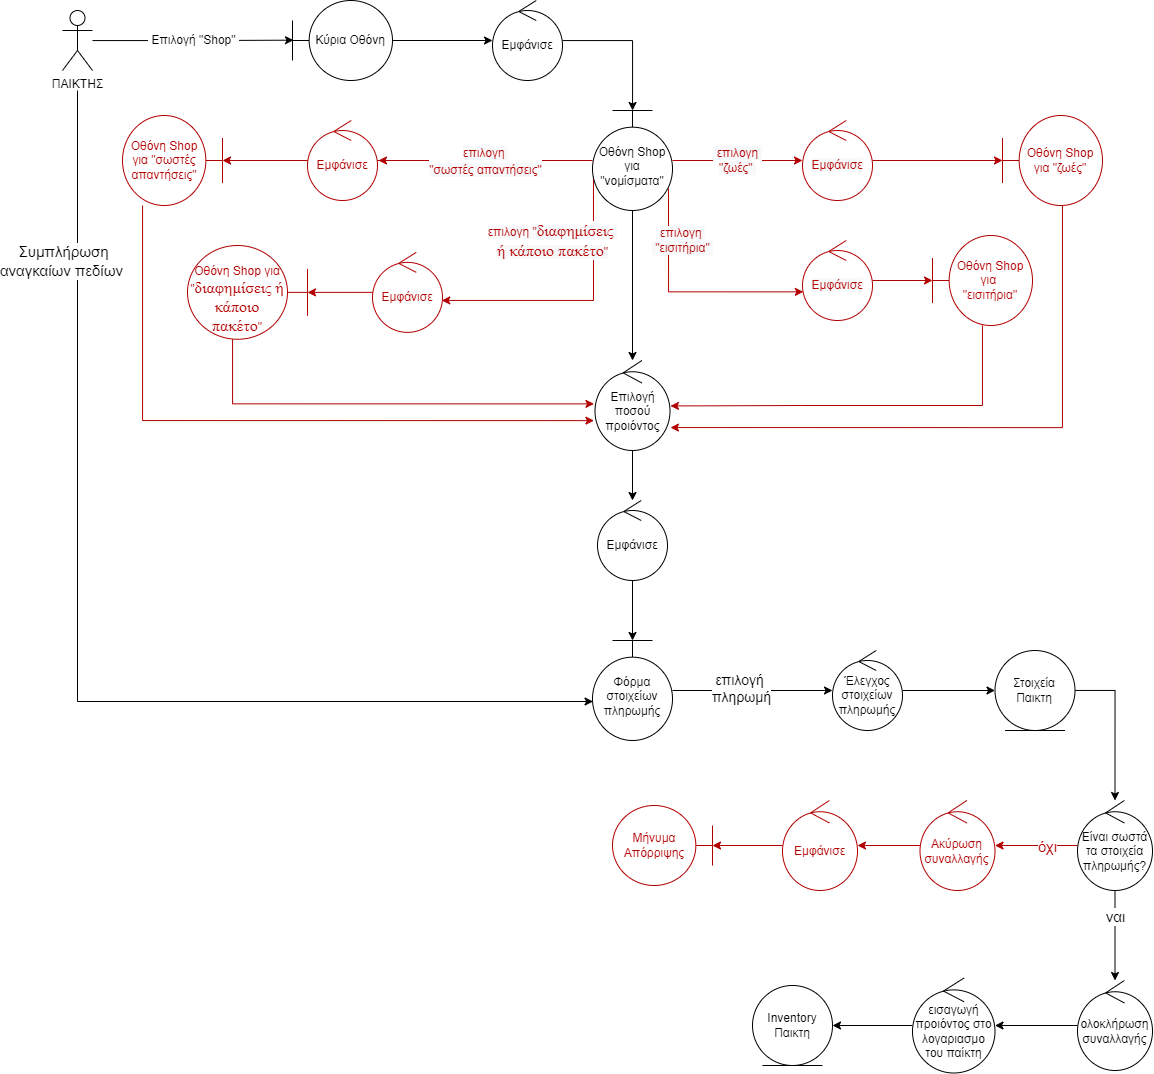 Επιλογή "Shop"
Κύρια Οθόνη
Εμφάνισε
ΠΑΙΚΤΗΣ
Οθόνη Shop
για "σωστές
απαντήσεις"
Εμφάνισε
επιλογη
"σωστές απαντήσεις"
Οθόνη Shop
για
"νομίσματα"
επιλογη
"ζωές"
Εμφάνισε
Οθόνη Shop
για "ζωές"
Συμπλήρωση
αναγκαίων πεδίων
επιλογη "διαφημίσεις
ή κάποιο πακέτο"
επιλογη
"εισιτήρια"
Οθόνη Shop για
"διαφημίσεις ή
κάποιο
πακέτο"
Εμφάνισε
Εμφάνισε
Οθόνη Shop
για
"εισιτήρια"
Επιλογή
ποσού
προιόντος
Εμφάνισε
Φόρμα
στοιχείων
πληρωμής
επιλογή
πληρωμή
Έλεγχος
στοιχείων
πληρωμής
Στοιχεία
Παικτη
Μήνυμα
Απόρριψης
Εμφάνισε
Ακύρωση
συναλλαγής
όχι
Είναι σωστά
τα στοιχεία
πληρωμής?
ναι
Inventory
Παικτη
εισαγωγή
προιόντος στο
λογαριασμο
του παίκτη
ολοκλήρωση
συναλλαγής